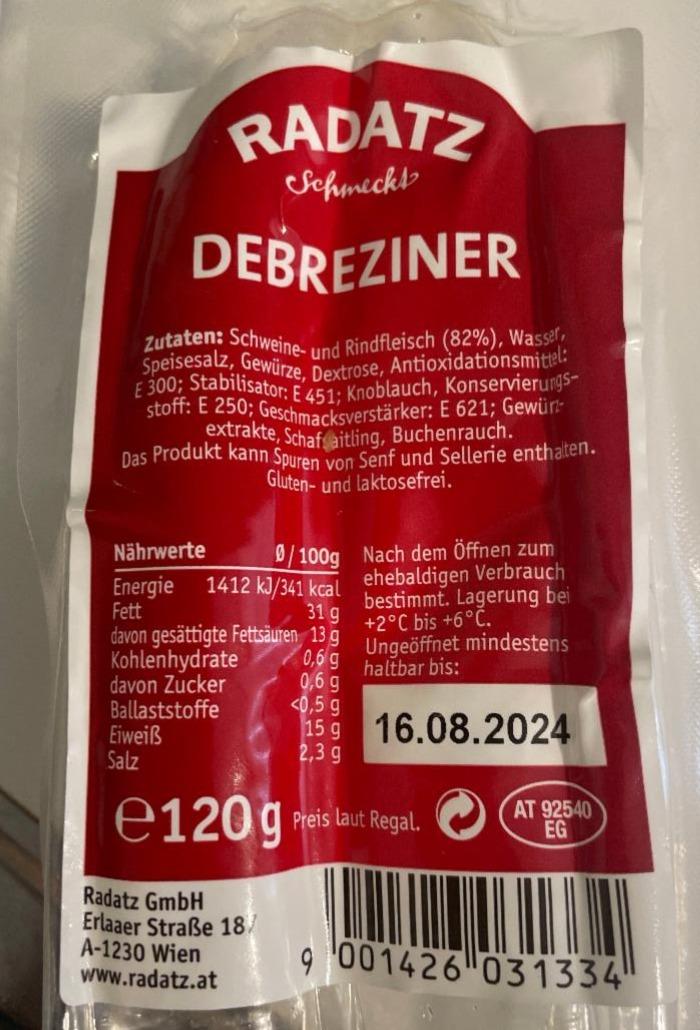 RADATZ
Schmeckt
DEBREZINER
Zutaten: Schweine- und Rindfleisch (82%), Wasser,
Speisesalz, Gewürze, Dextrose, Antioxidationsmittel:
E 300; Stabilisator: E 451; Knoblauch, Konservierungs-
stoff: E 250; Geschmacksverstärker: E 621; Gewürz-
extrakte, Schafsaitling, Buchenrauch.
Das Produkt kann Spuren von Senf und Sellerie enthalten.
Gluten- und laktosefrei.
Nährwerte Ø/100g
Energie 1412 kJ/341 kcal
Fett 31 g
davon gesättigte Fettsäuren 13 g
Kohlenhydrate 0,6 g
davon Zucker 0,6 g
Ballaststoffe <0,5 g
Eiweiß 15 g
Salz 2,3 g
Nach dem Öffnen zum
ehebaldigen Verbrauch
bestimmt. Lagerung bei
+2°C bis +6°C.
Ungeöffnet mindestens
haltbar bis:
16.08.2024
e120 g Preis laut Regal.
AT 92540
EG
Radatz GmbH
Erlaaer Straße 187
A-1230 Wien
www.radatz.at
9 001426 031334